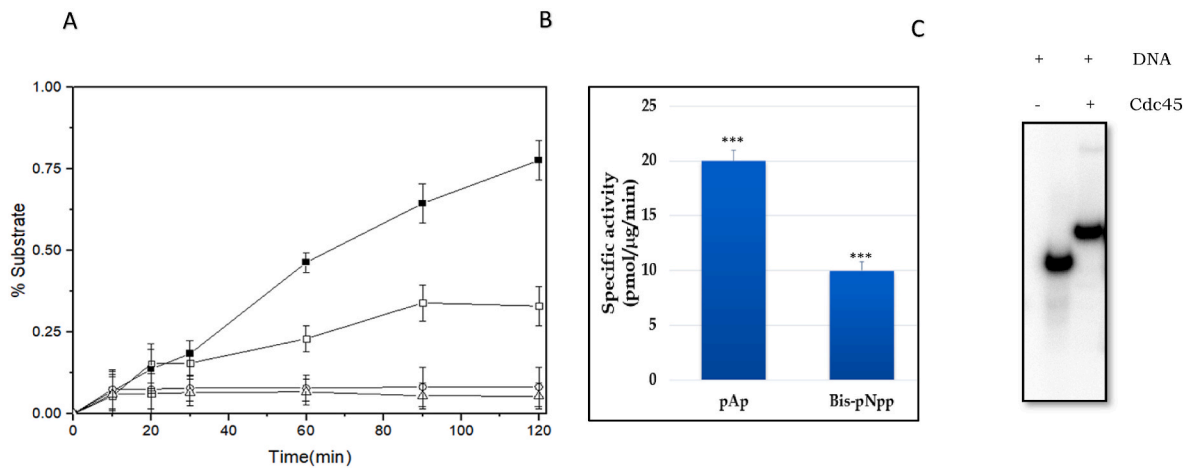 A
B
C
1.00
0.75
0.50
0.25
0.00
% Substrate
0 20 40 60 80 100 120
Time(min)
25
20
15
10
5
0
Specific activity
(pmol/μg/min)
***
***
pAp Bis-pNpp
+ + DNA
- + Cdc45